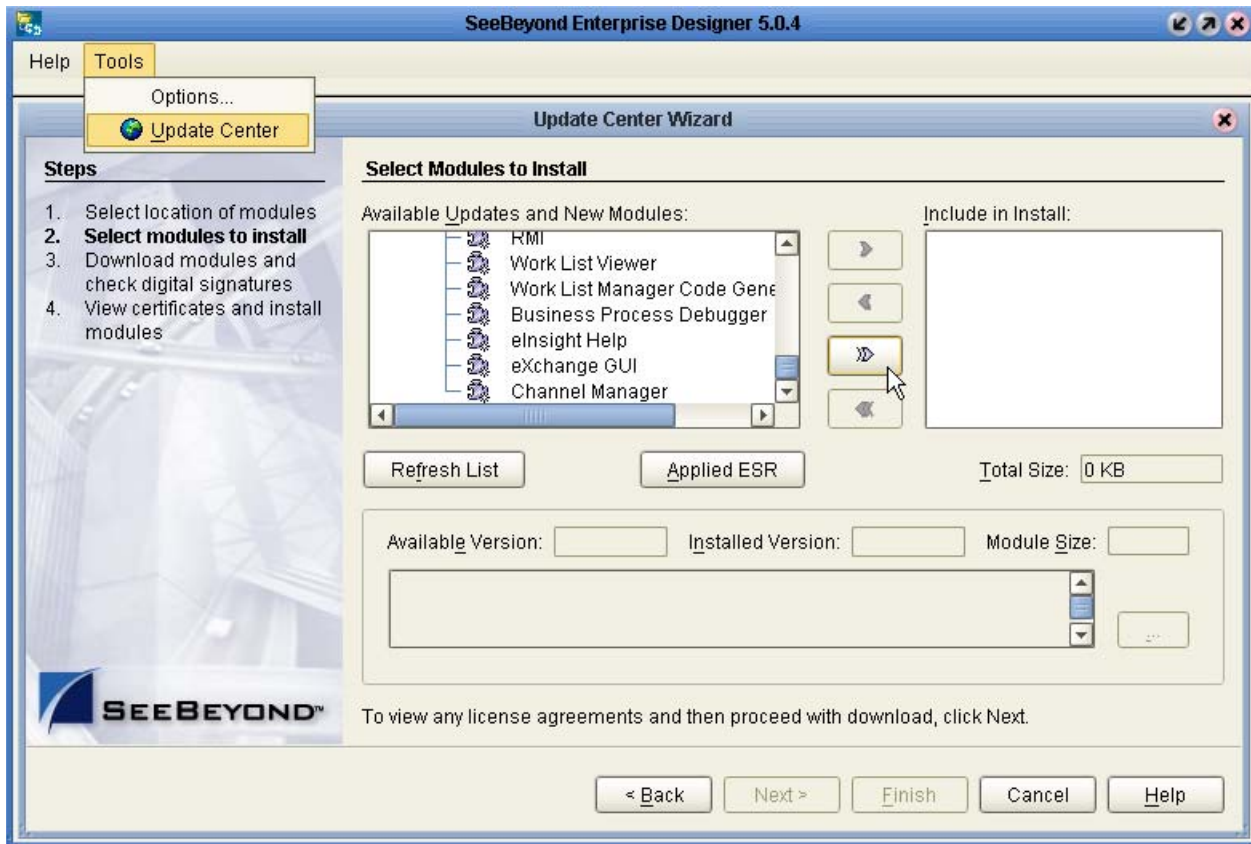 SeeBeyond Enterprise Designer 5.0.4
Help Tools
Options...
Update Center
Update Center Wizard
Steps
1. Select location of modules
2. Select modules to install
3. Download modules and
check digital signatures
4. View certificates and install
modules
SEEBEYOND™
Select Modules to Install
Available Updates and New Modules:
RMI
Work List Viewer
Work List Manager Code Gene
Business Process Debugger
eInsight Help
eXchange GUI
Channel Manager
Include in Install:
Refresh List
Applied ESR
Total Size: 0 KB
Available Version:
Installed Version:
Module Size:
...
To view any license agreements and then proceed with download, click Next.
< Back
Next >
Finish
Cancel
Help